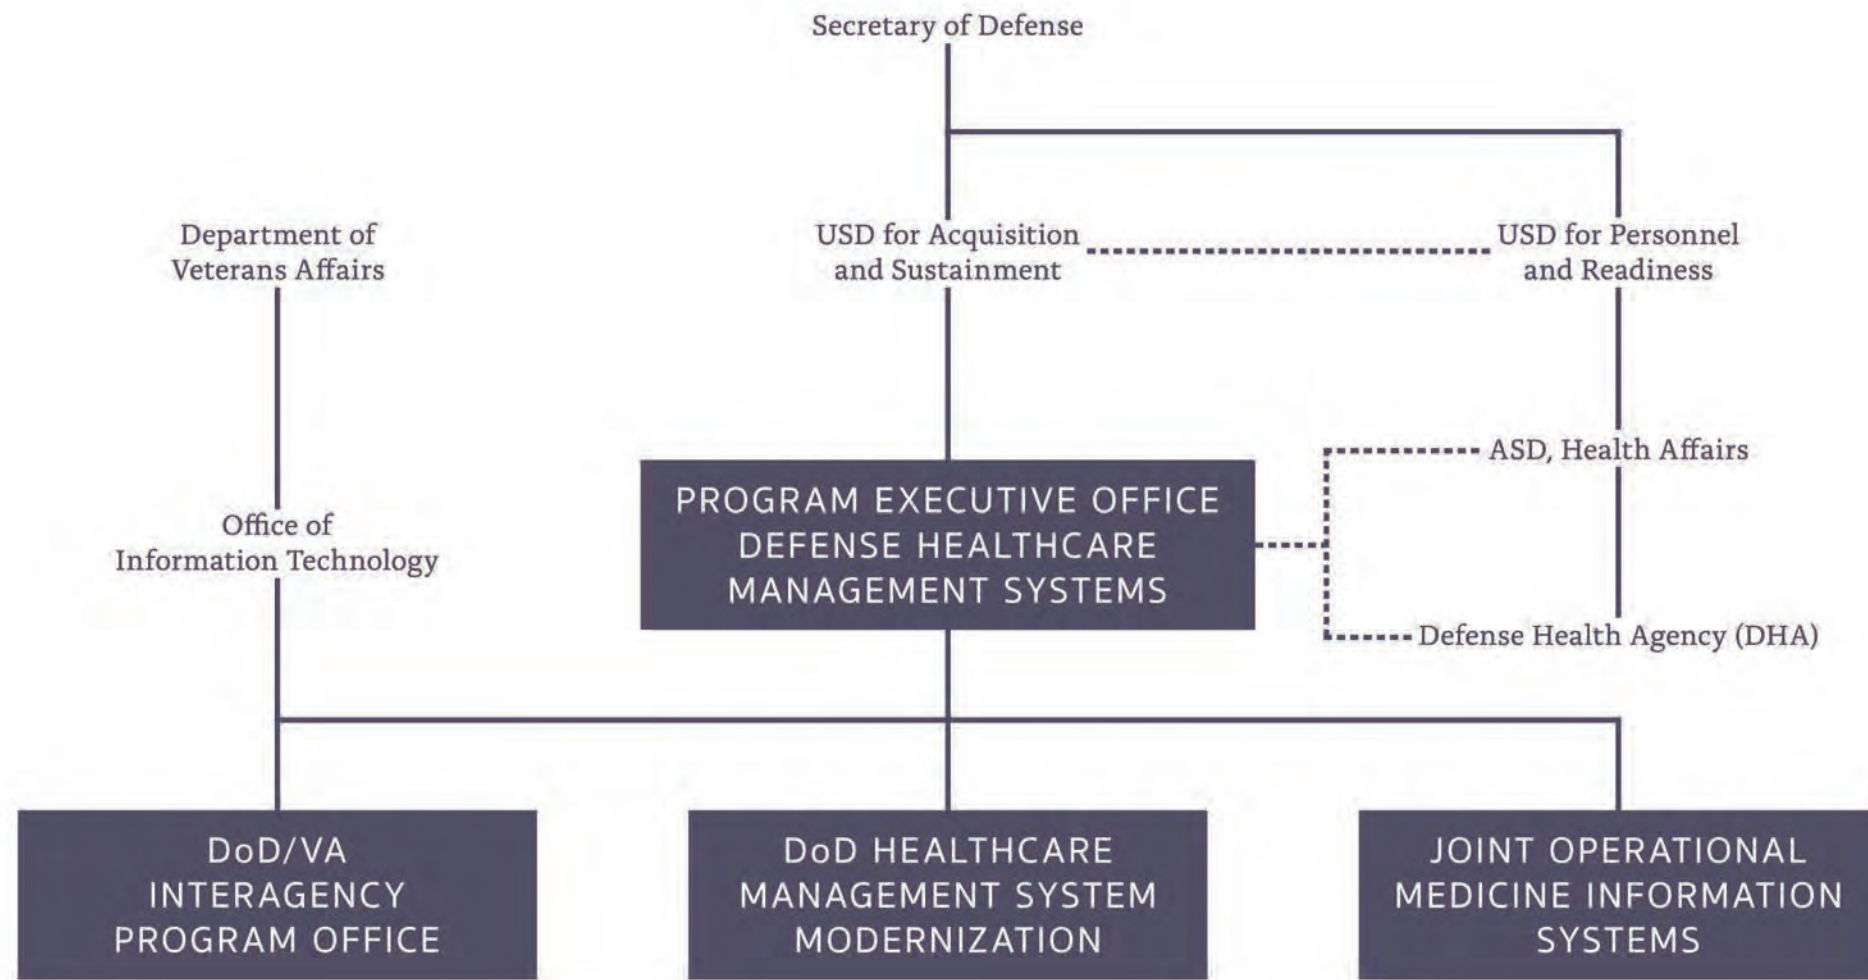 Secretary of Defense
Department of
Veterans Affairs
USD for Acquisition
and Sustainment
USD for Personnel
and Readiness
ASD, Health Affairs
PROGRAM EXECUTIVE OFFICE
DEFENSE HEALTHCARE
MANAGEMENT SYSTEMS
Office of
Information Technology
Defense Health Agency (DHA)
DoD/VA
INTERAGENCY
PROGRAM OFFICE
DoD HEALTHCARE
MANAGEMENT SYSTEM
MODERNIZATION
JOINT OPERATIONAL
MEDICINE INFORMATION
SYSTEMS